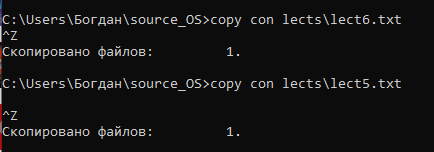 C:\Users\Богдан\source_OS>copy con lects\lect6.txt
^Z
Скопировано файлов:         1.
C:\Users\Богдан\source_OS>copy con lects\lect5.txt
^Z
Скопировано файлов:         1.